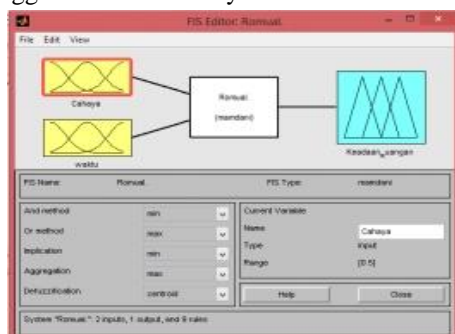 FIS Editor: Romual.
File Edit View
Cahaya
waktu
Romual.
(mamdani)
Keadaan_ruangan
FIS Name: Romual. FIS Type: mamdani
And method min
Or method max
Implication min
Aggregation max
Defuzzification centroid
Current Variable
Name Cahaya
Type input
Range [0 5]
Help Close
System "Romual.": 2 inputs, 1 output, and 9 rules